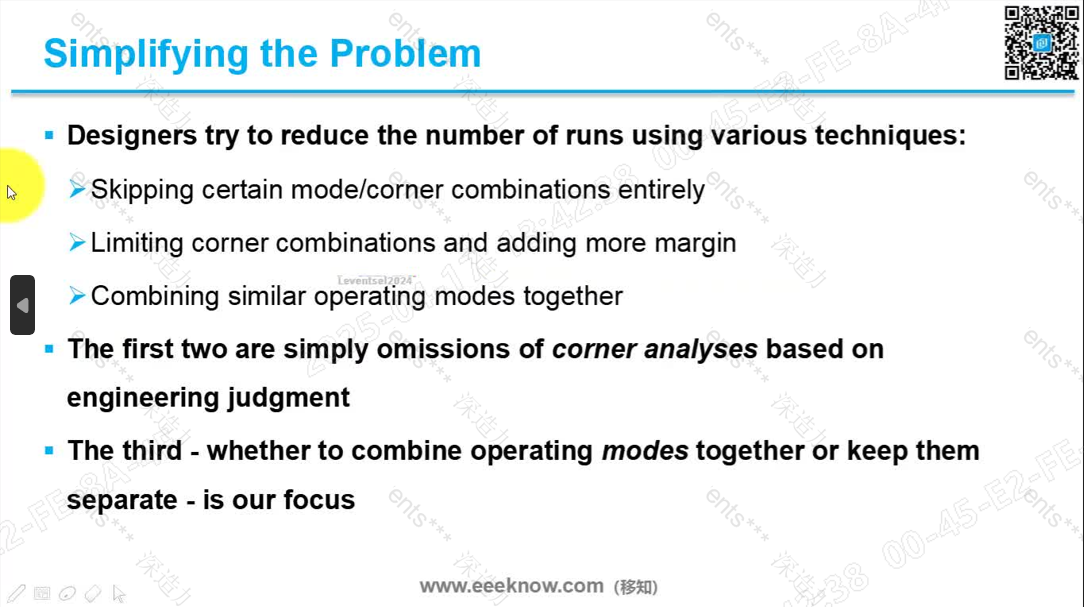 Simplifying the Problem
Designers try to reduce the number of runs using various techniques:
Skipping certain mode/corner combinations entirely
Limiting corner combinations and adding more margin
Leventsel2024
Combining similar operating modes together
The first two are simply omissions of corner analyses based on
engineering judgment
The third - whether to combine operating modes together or keep them
separate - is our focus
www.eeeknow.com (移知)